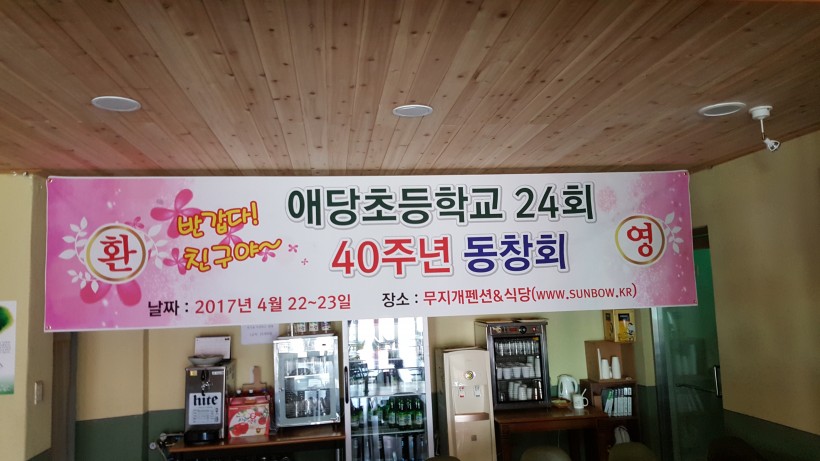 환
반갑다!
친구야~
애당초등학교 24회
40주년 동창회
영
날짜 : 2017년 4월 22~23일
장소 : 무지개펜션&식당(WWW.SUNBOW.KR)
hite